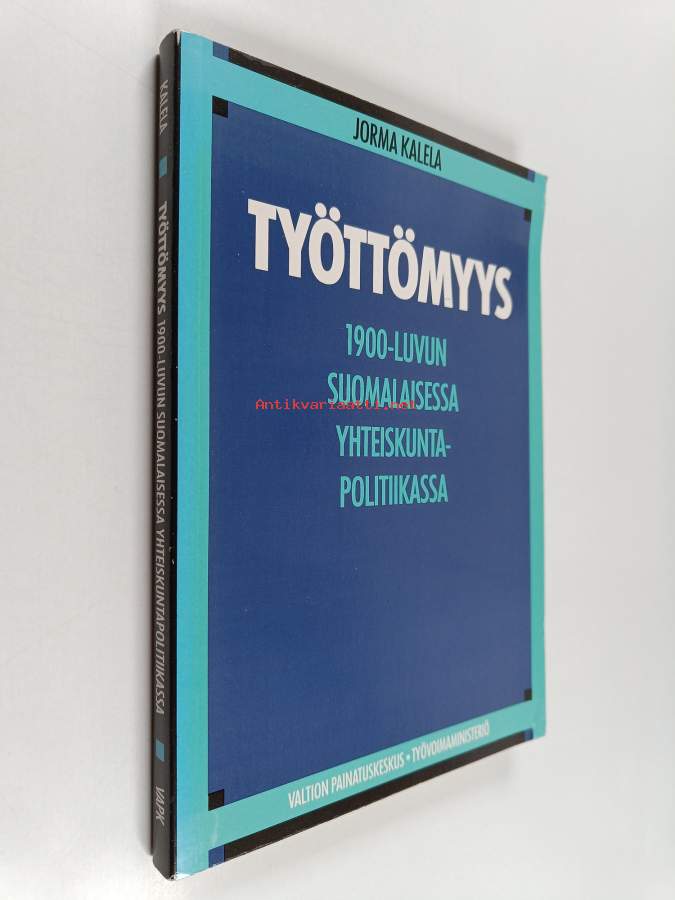 JORMA KALELA
TYÖTTÖMYYS
1900-LUVUN
SUOMALAISESSA
YHTEISKUNTA-
POLITIIKASSA
VALTION PAINATUSKESKUS • TYÖVOIMAMINISTERIÖ
KALELA ■ TYÖTTÖMYYS 1900-LUVUN SUOMALAISESSA YHTEISKUNTAPOLITIIKASSA ■ VAPK
Antikvariaatti.net